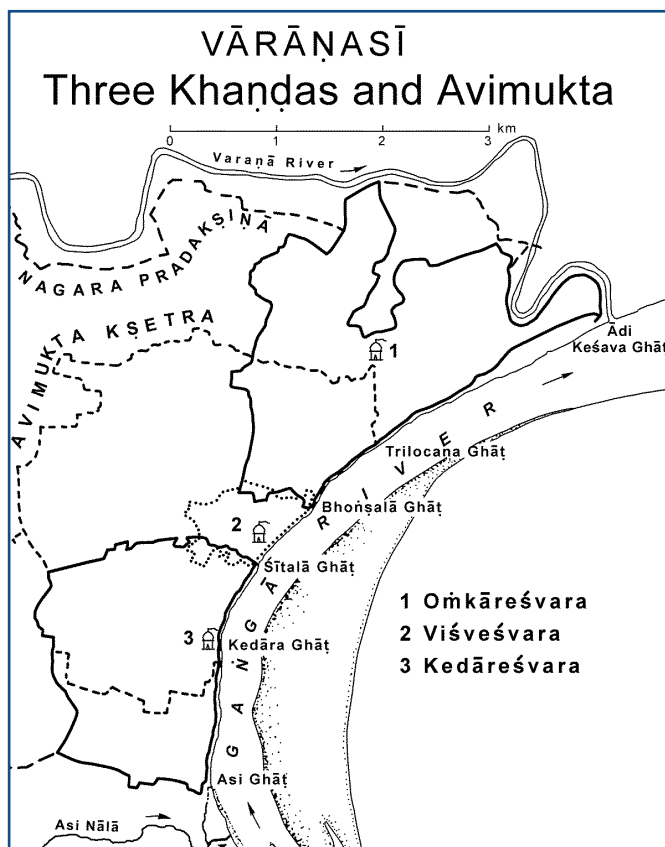 VĀRĀṆASĪ
Three Khaṇḍas and Avimukta
0 1 2 3 km
Varaṇā River
NAGARA PRADAKṢIṆĀ
AVIMUKTA KṢETRA
1
Ādi
Keśava Ghāṭ
Trilocana Ghāṭ
Bhoṅsalā Ghāṭ
2
Śītalā Ghāṭ
GAṄGĀ RIVER
1 Oṁkāreśvara
2 Viśveśvara
3 Kedāreśvara
3
Kedāra Ghāṭ
Asi Ghāṭ
Asi Nālā